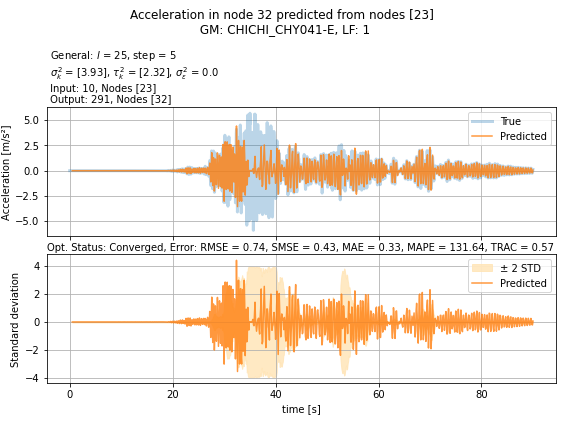 Acceleration in node 32 predicted from nodes [23]
GM: CHICHI_CHY041-E, LF: 1
General: l = 25, step = 5
σ²ₖ = [3.93], τ²ₖ = [2.32], σ²ε = 0.0
Input: 10, Nodes [23]
Output: 291, Nodes [32]
Acceleration [m/s²]
5.0
2.5
0.0
−2.5
−5.0
True
Predicted
Opt. Status: Converged, Error: RMSE = 0.74, SMSE = 0.43, MAE = 0.33, MAPE = 131.64, TRAC = 0.57
Standard deviation
4
2
0
−2
−4
± 2 STD
Predicted
0 20 40 60 80
time [s]